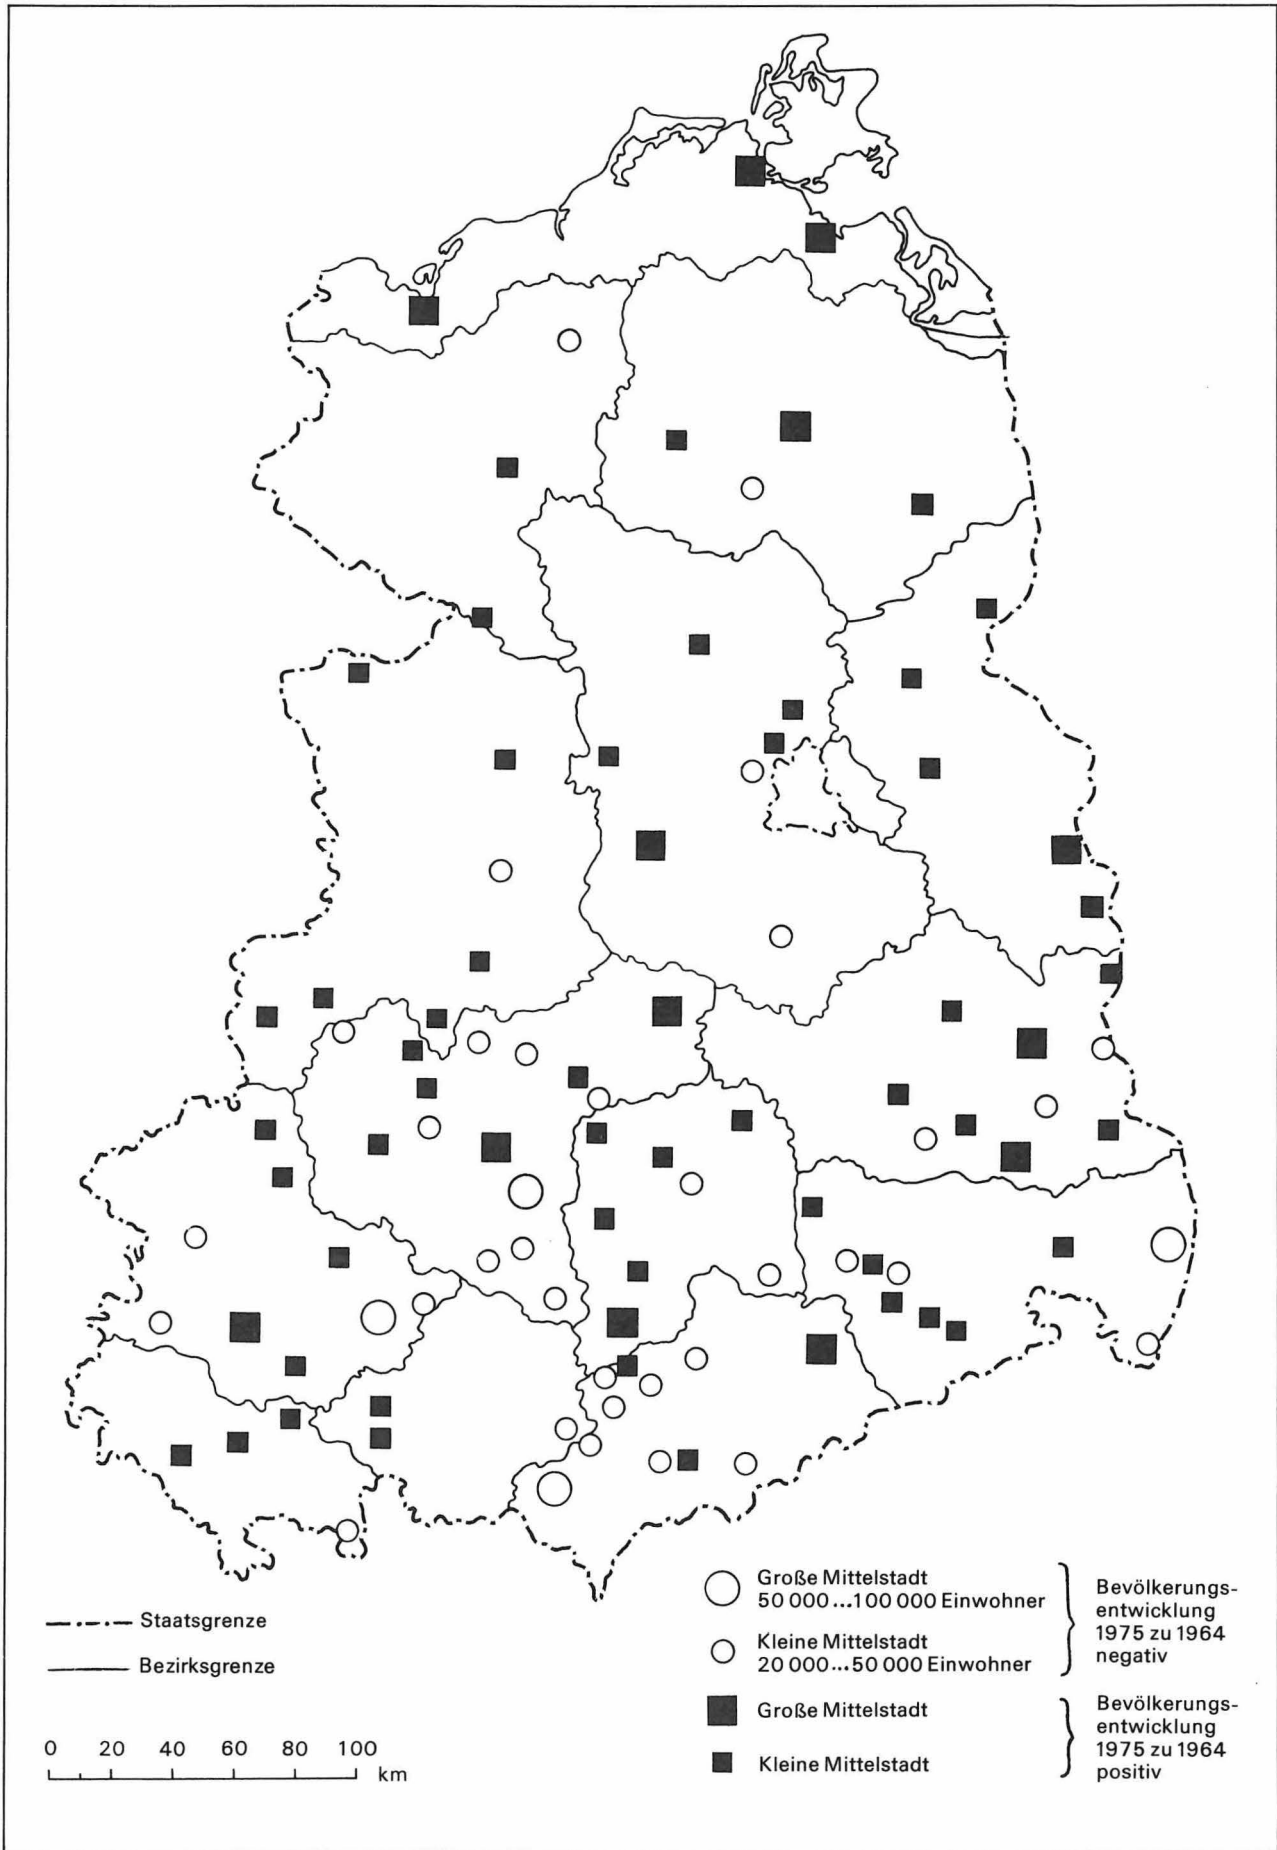 Große Mittelstadt
50 000...100 000 Einwohner
Kleine Mittelstadt
20 000...50 000 Einwohner
Bevölkerungs-
entwicklung
1975 zu 1964
negativ
Große Mittelstadt
Kleine Mittelstadt
Bevölkerungs-
entwicklung
1975 zu 1964
positiv
Staatsgrenze
Bezirksgrenze
0 20 40 60 80 100
km